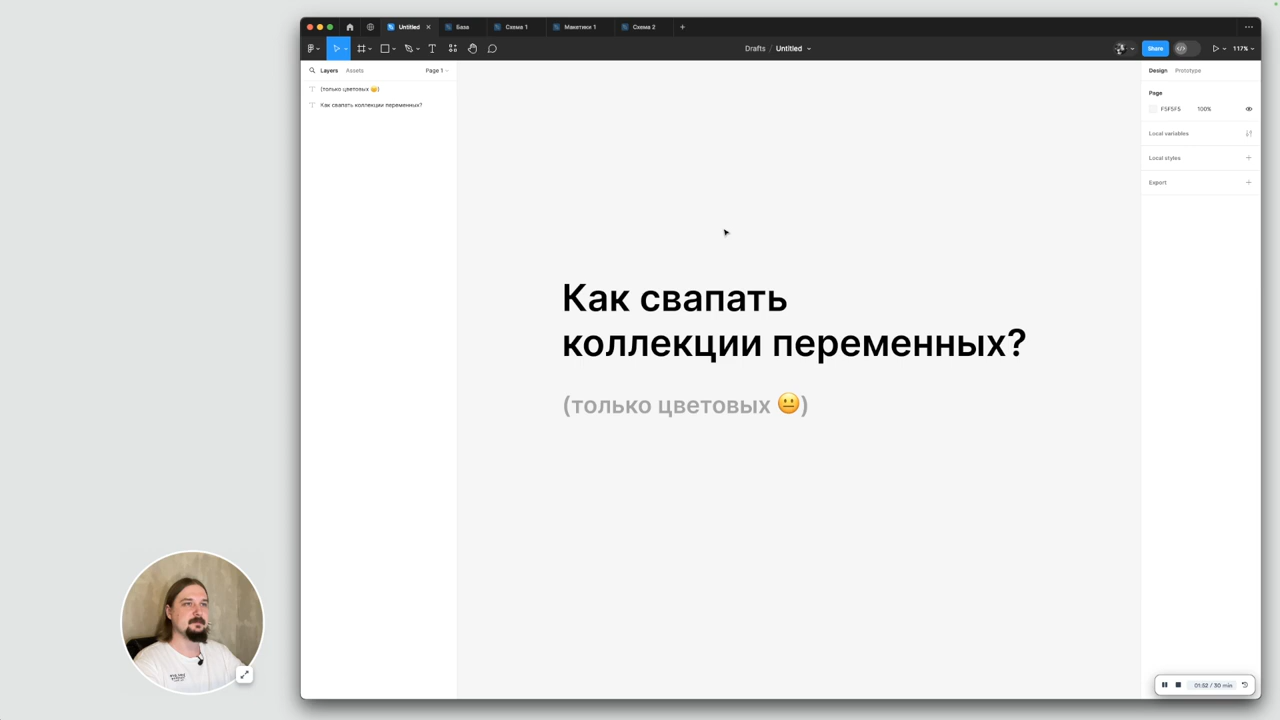 Untitled
База
Схема 1
Макетики 1
Схема 2
Drafts / Untitled
Share
117%
Layers
Assets
Page 1
(только цветовых 😐)
Как свапать коллекции переменных?
Design
Prototype
Page
F5F5F5
100%
Local variables
Local styles
Export
Как свапать
коллекции переменных?
(только цветовых 😐)
01:52 / 30 min